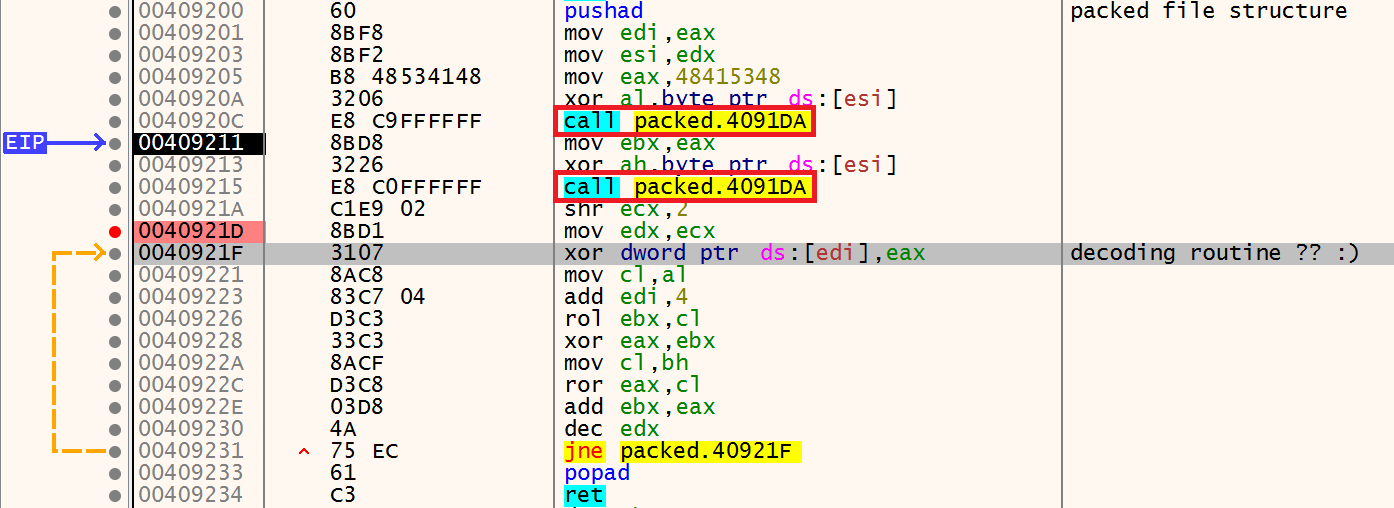 00409200 60 pushad packed file structure
00409201 8BF8 mov edi,eax
00409203 8BF2 mov esi,edx
00409205 B8 48534148 mov eax,48415348
0040920A 3206 xor al,byte ptr ds:[esi]
0040920C E8 C9FFFFFF call packed.4091DA
EIP 00409211 8BD8 mov ebx,eax
00409213 3226 xor ah,byte ptr ds:[esi]
00409215 E8 C0FFFFFF call packed.4091DA
0040921A C1E9 02 shr ecx,2
0040921D 8BD1 mov edx,ecx
0040921F 3107 xor dword ptr ds:[edi],eax decoding routine ?? :)
00409221 8AC8 mov cl,al
00409223 83C7 04 add edi,4
00409226 D3C3 rol ebx,cl
00409228 33C3 xor eax,ebx
0040922A 8ACF mov cl,bh
0040922C D3C8 ror eax,cl
0040922E 03D8 add ebx,eax
00409230 4A dec edx
00409231 ^ 75 EC jne packed.40921F
00409233 61 popad
00409234 C3 ret